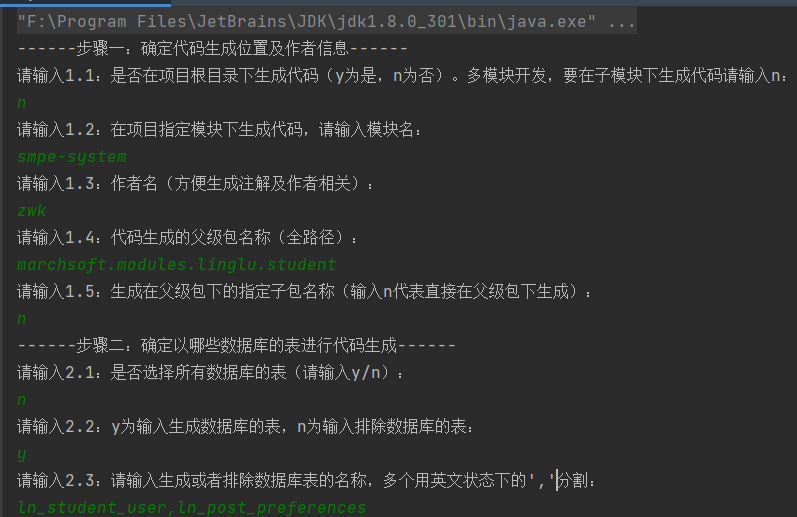 "F:\Program Files\JetBrains\JDK\jdk1.8.0_301\bin\java.exe" ...
------步骤一：确定代码生成位置及作者信息------
请输入1.1：是否在项目根目录下生成代码（y为是，n为否）。多模块开发，要在子模块下生成代码请输入n：
n
请输入1.2：在项目指定模块下生成代码，请输入模块名：
smpe-system
请输入1.3：作者名（方便生成注解及作者相关）：
zwk
请输入1.4：代码生成的父级包名称（全路径）：
marchsoft.modules.linglu.student
请输入1.5：生成在父级包下的指定子包名称（输入n代表直接在父级包下生成）：
n
------步骤二：确定以哪些数据库的表进行代码生成------
请输入2.1：是否选择所有数据库的表（请输入y/n）：
n
请输入2.2：y为输入生成数据库的表，n为输入排除数据库的表：
y
请输入2.3：请输入生成或者排除数据库表的名称，多个用英文状态下的','分割：
ln_student_user,ln_post_preferences